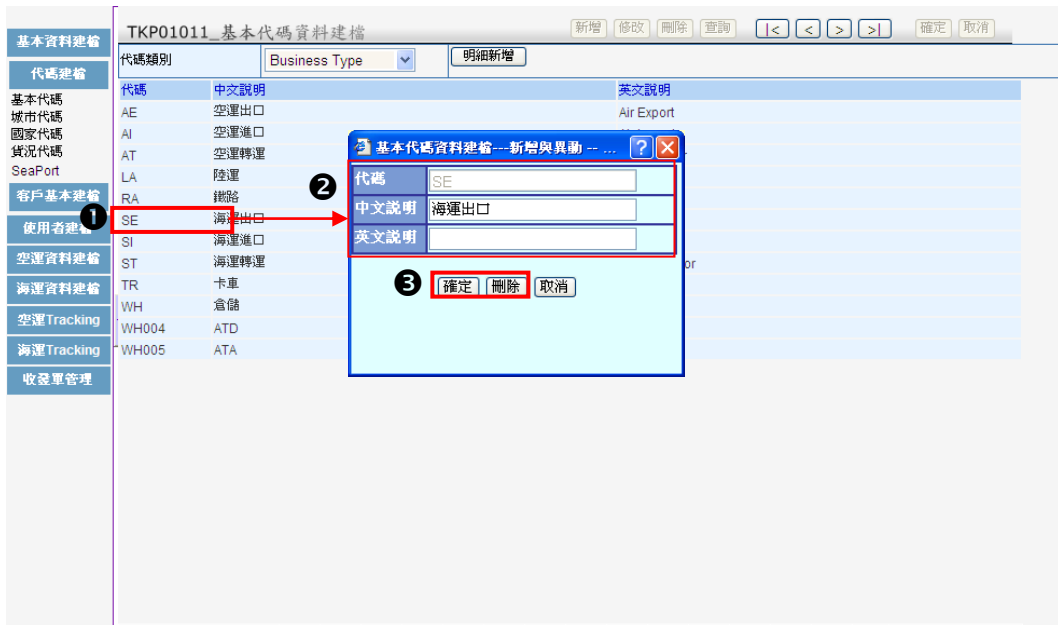 TKP01011_基本代碼資料建檔
新增 修改 刪除 查詢 |< < > >| 確定 取消
基本資料建檔
代碼建檔
基本代碼
城市代碼
國家代碼
貨況代碼
SeaPort
客戶基本建檔
使用者建檔
空運資料建檔
海運資料建檔
空運Tracking
海運Tracking
收發單管理
代碼類別 Business Type 明細新增
代碼 中文說明 英文說明
AE 空運出口 Air Export
AI 空運進口
AT 空運轉運
LA 陸運
RA 鐵路
SE 海運出口
SI 海運進口
ST 海運轉運 or
TR 卡車
WH 倉儲
WH004 ATD
WH005 ATA
基本代碼資料建檔---新增與異動 -- ...
代碼 SE
中文說明 海運出口
英文說明
確定 刪除 取消
❶
❷
❸